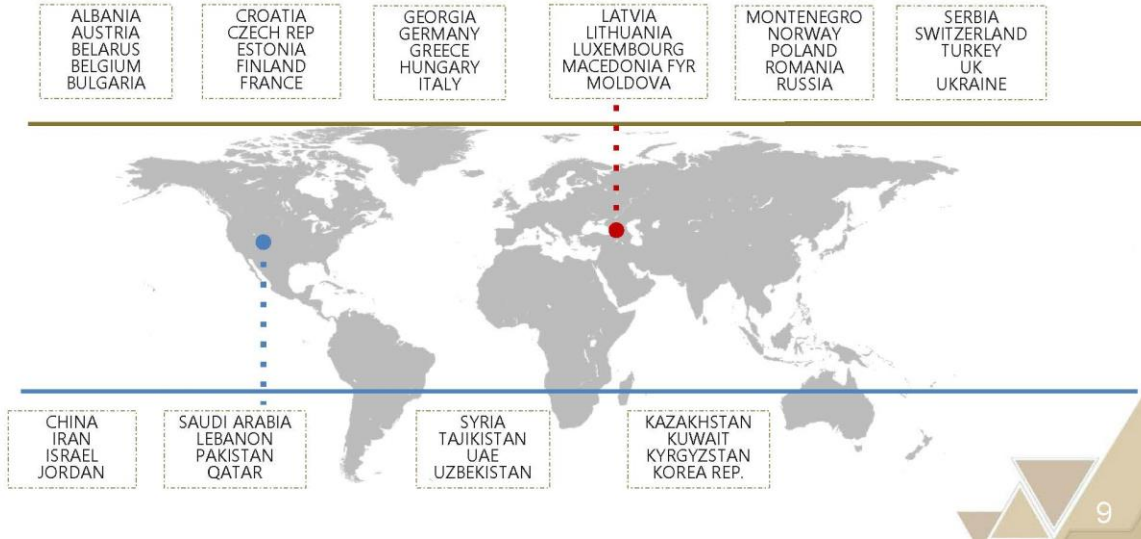 ALBANIA
AUSTRIA
BELARUS
BELGIUM
BULGARIA
CROATIA
CZECH REP
ESTONIA
FINLAND
FRANCE
GEORGIA
GERMANY
GREECE
HUNGARY
ITALY
LATVIA
LITHUANIA
LUXEMBOURG
MACEDONIA FYR
MOLDOVA
MONTENEGRO
NORWAY
POLAND
ROMANIA
RUSSIA
SERBIA
SWITZERLAND
TURKEY
UK
UKRAINE
CHINA
IRAN
ISRAEL
JORDAN
SAUDI ARABIA
LEBANON
PAKISTAN
QATAR
SYRIA
TAJIKISTAN
UAE
UZBEKISTAN
KAZAKHSTAN
KUWAIT
KYRGYZSTAN
KOREA REP.
9